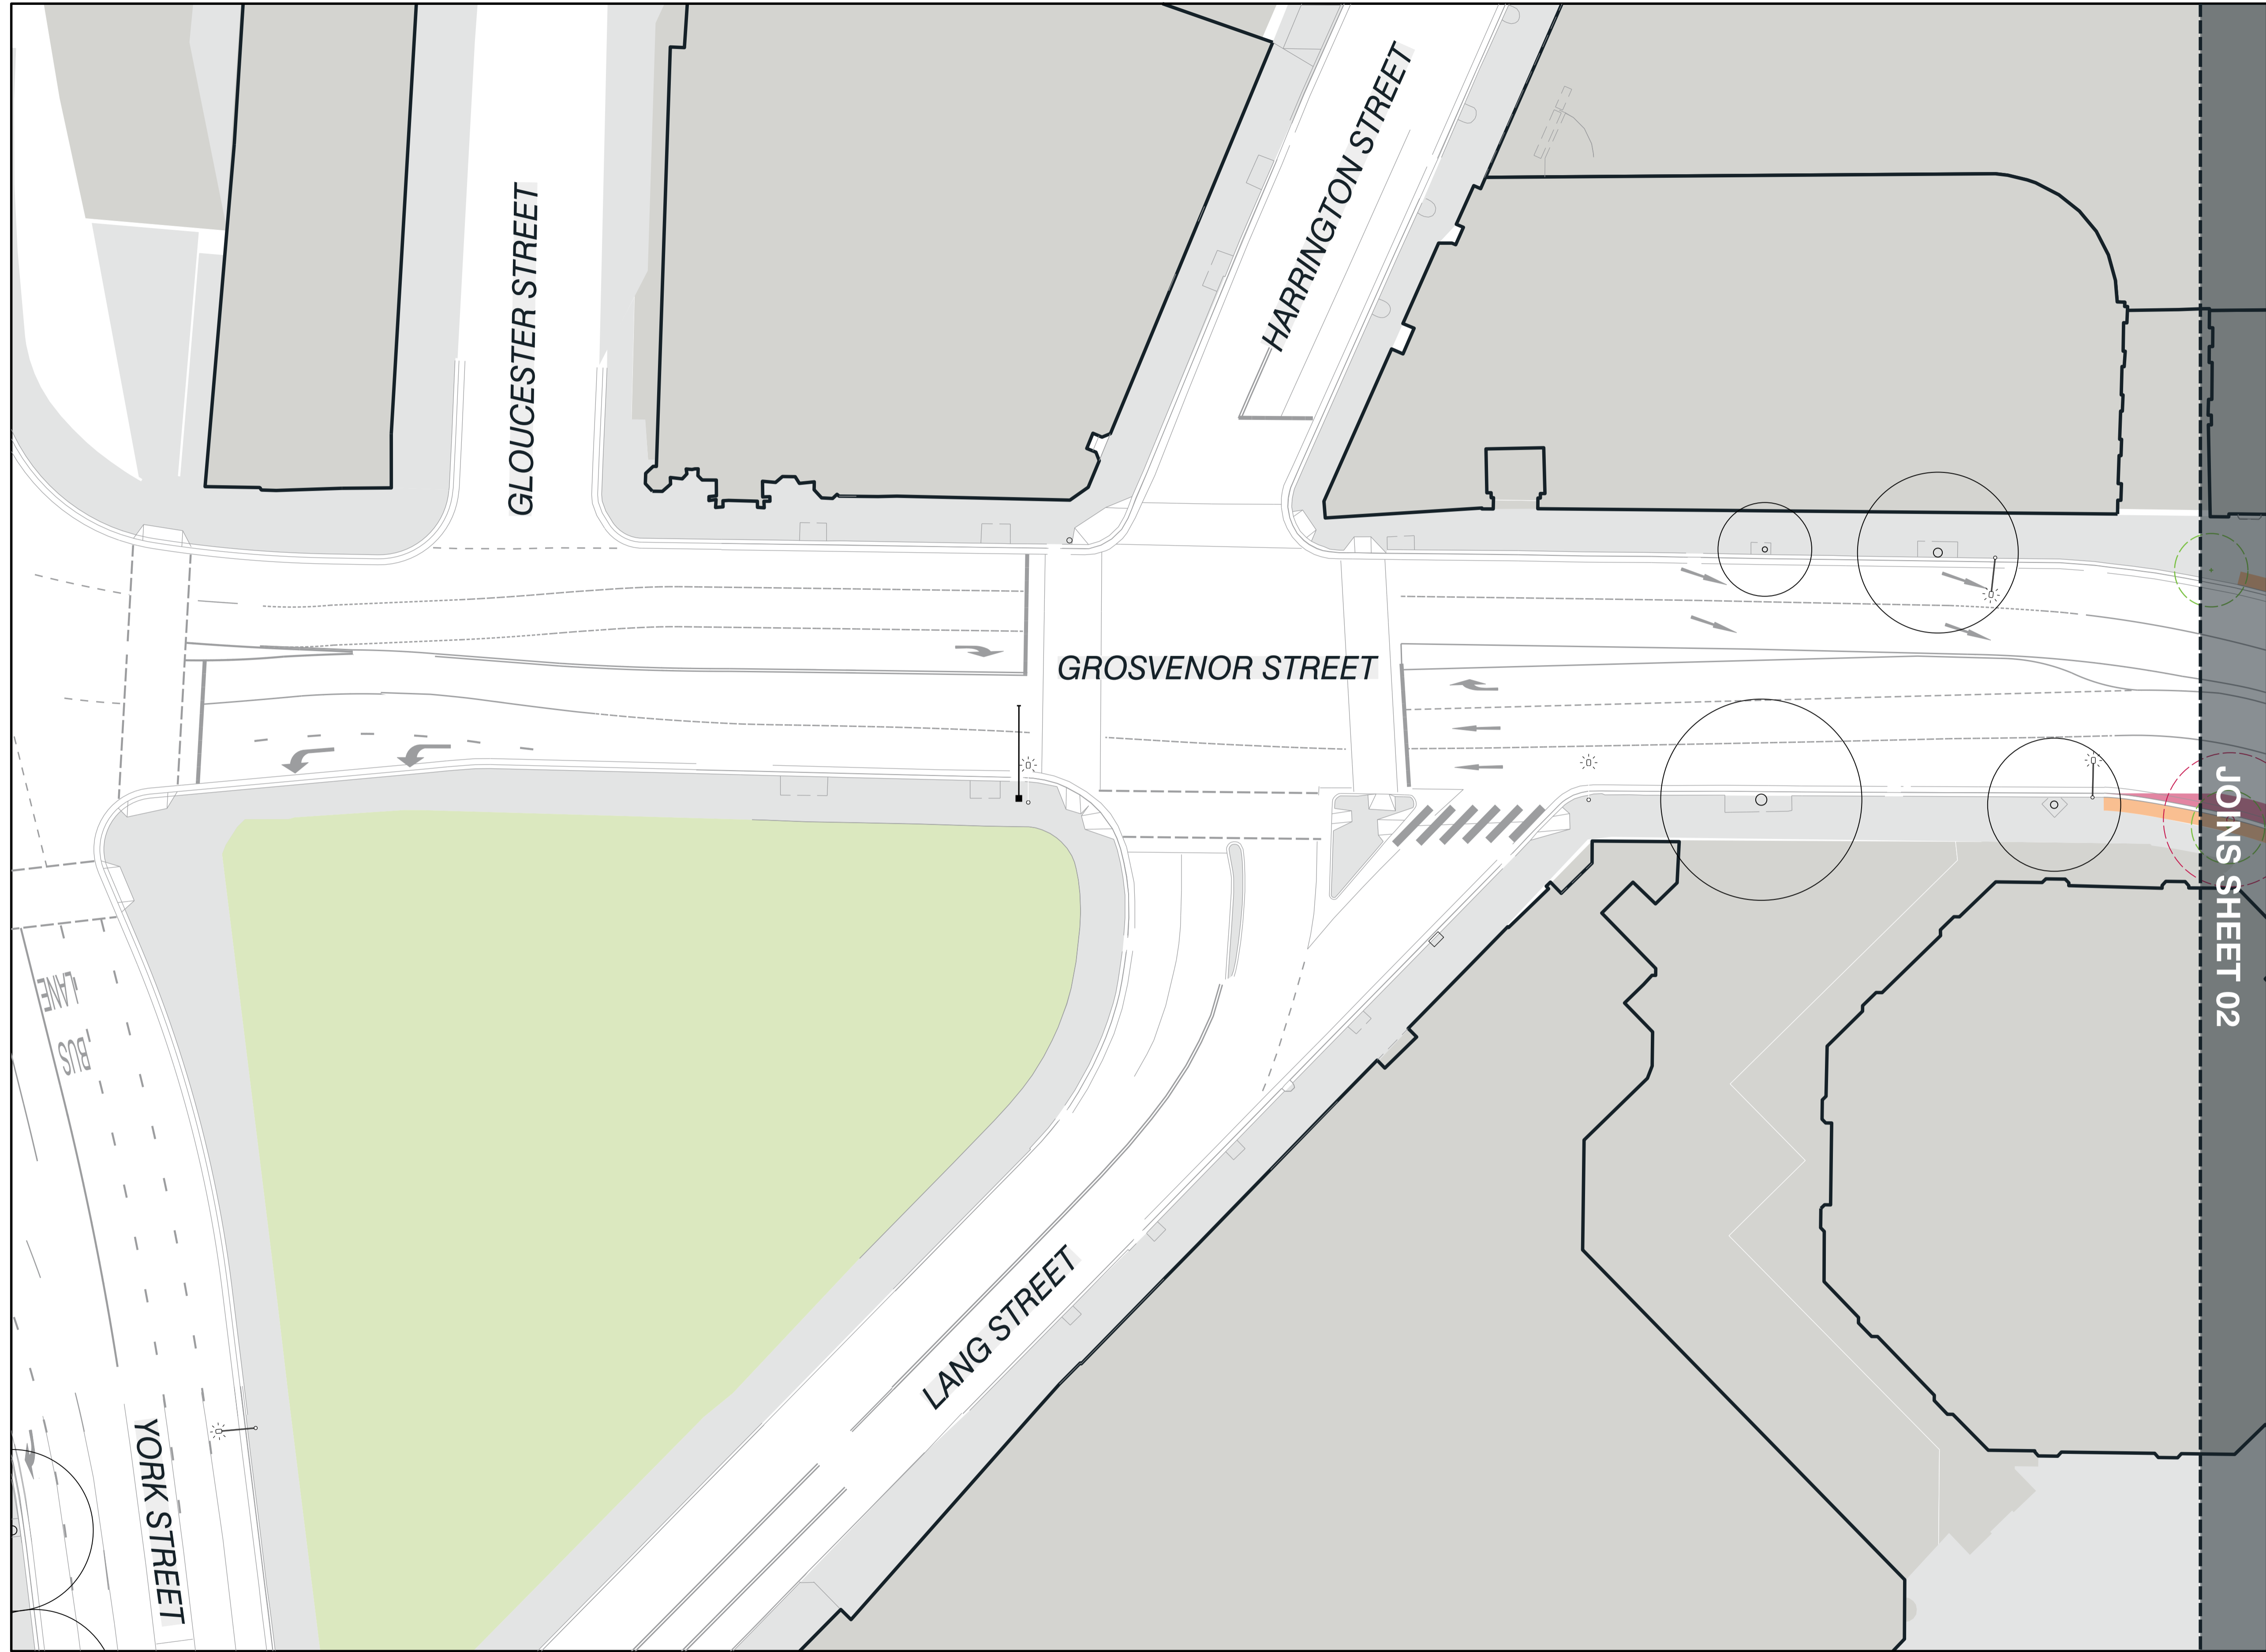 GLOUCESTER STREET
HARRINGTON STREET
GROSVENOR STREET
JOINS SHEET 02
LANE
BUS
LANG STREET
YORK STREET